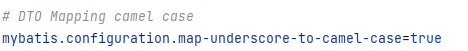 # DTO Mapping camel case
mybatis.configuration.map-underscore-to-camel-case=true